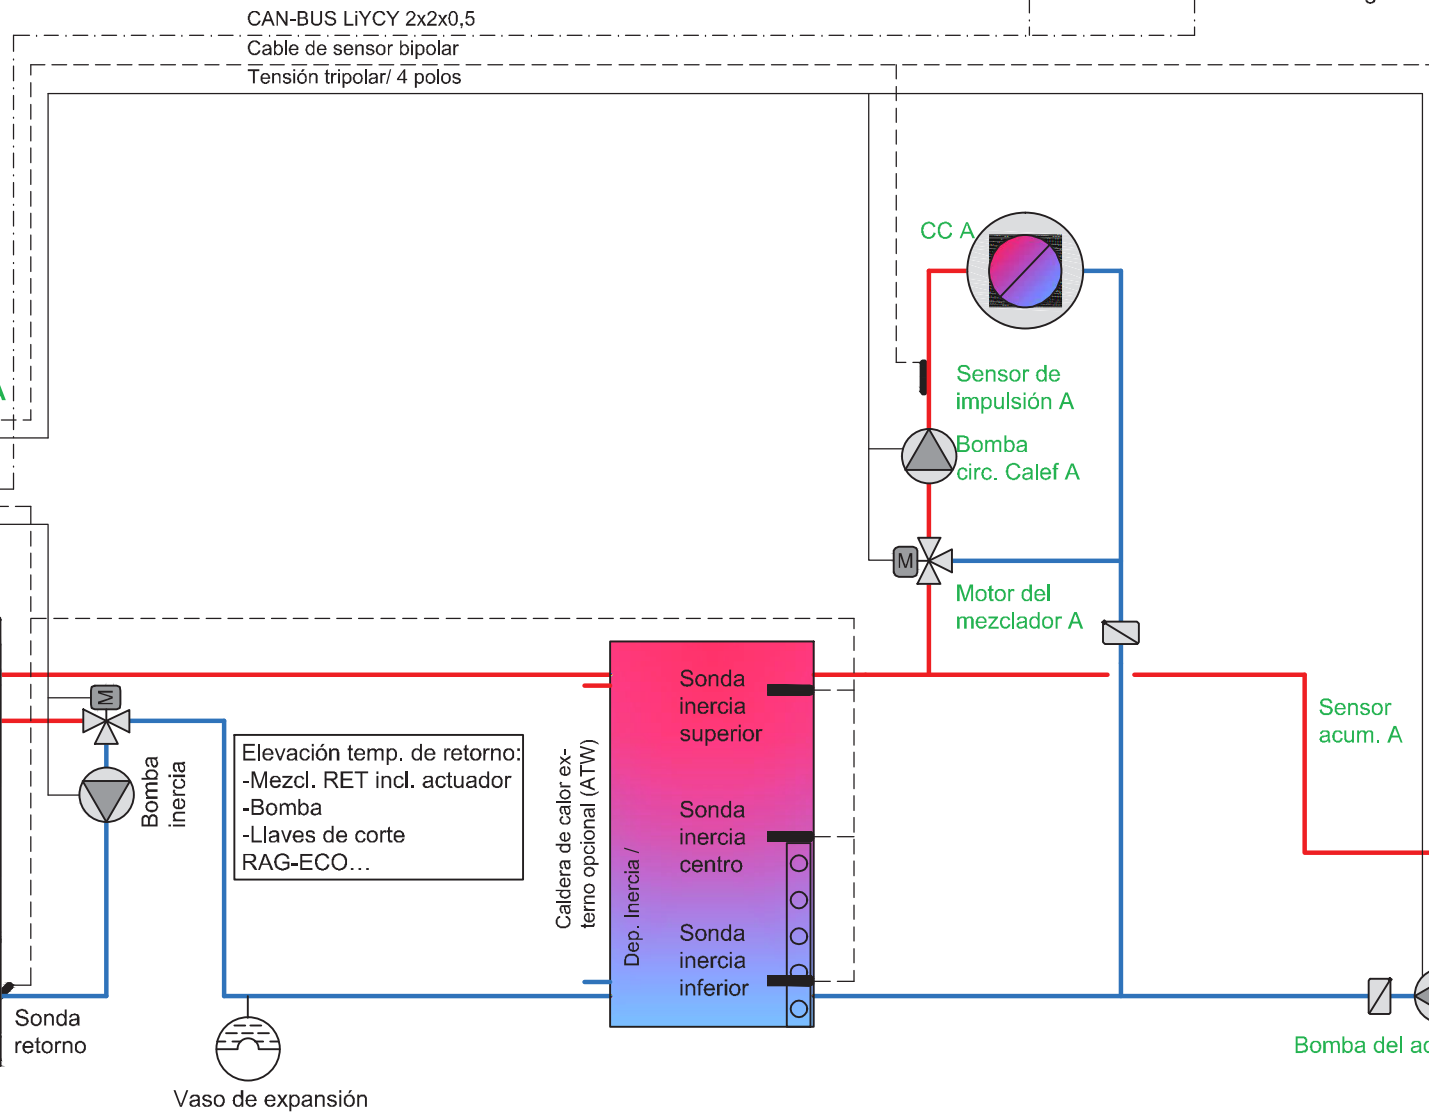 CAN-BUS LiYCY 2x2x0,5
Cable de sensor bipolar
Tensión tripolar/ 4 polos
CC A
Sensor de
impulsión A
Bomba
circ. Calef A
M
Motor del
mezclador A
M
Bomba
inercia
Elevación temp. de retorno:
-Mezcl. RET incl. actuador
-Bomba
-Llaves de corte
RAG-ECO...
Caldera de calor ex-
terno opcional (ATW)
Dep. Inercia /
Sonda
inercia
superior
Sonda
inercia
centro
Sonda
inercia
inferior
Sensor
acum. A
Sonda
retorno
Vaso de expansión
Bomba del ac